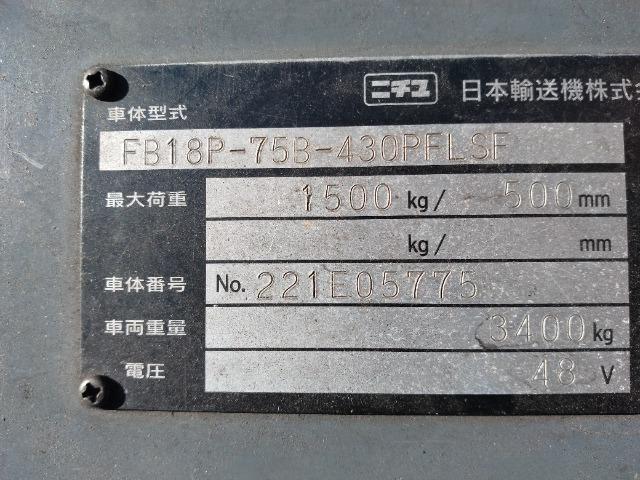 ニチユ 日本輸送機株式
車体型式
FB18P-75B-430PFLSF
最大荷重 1500 kg/ 500 mm
kg/ mm
車体番号 No. 221E05775
車両重量 3400 kg
電圧 48 V